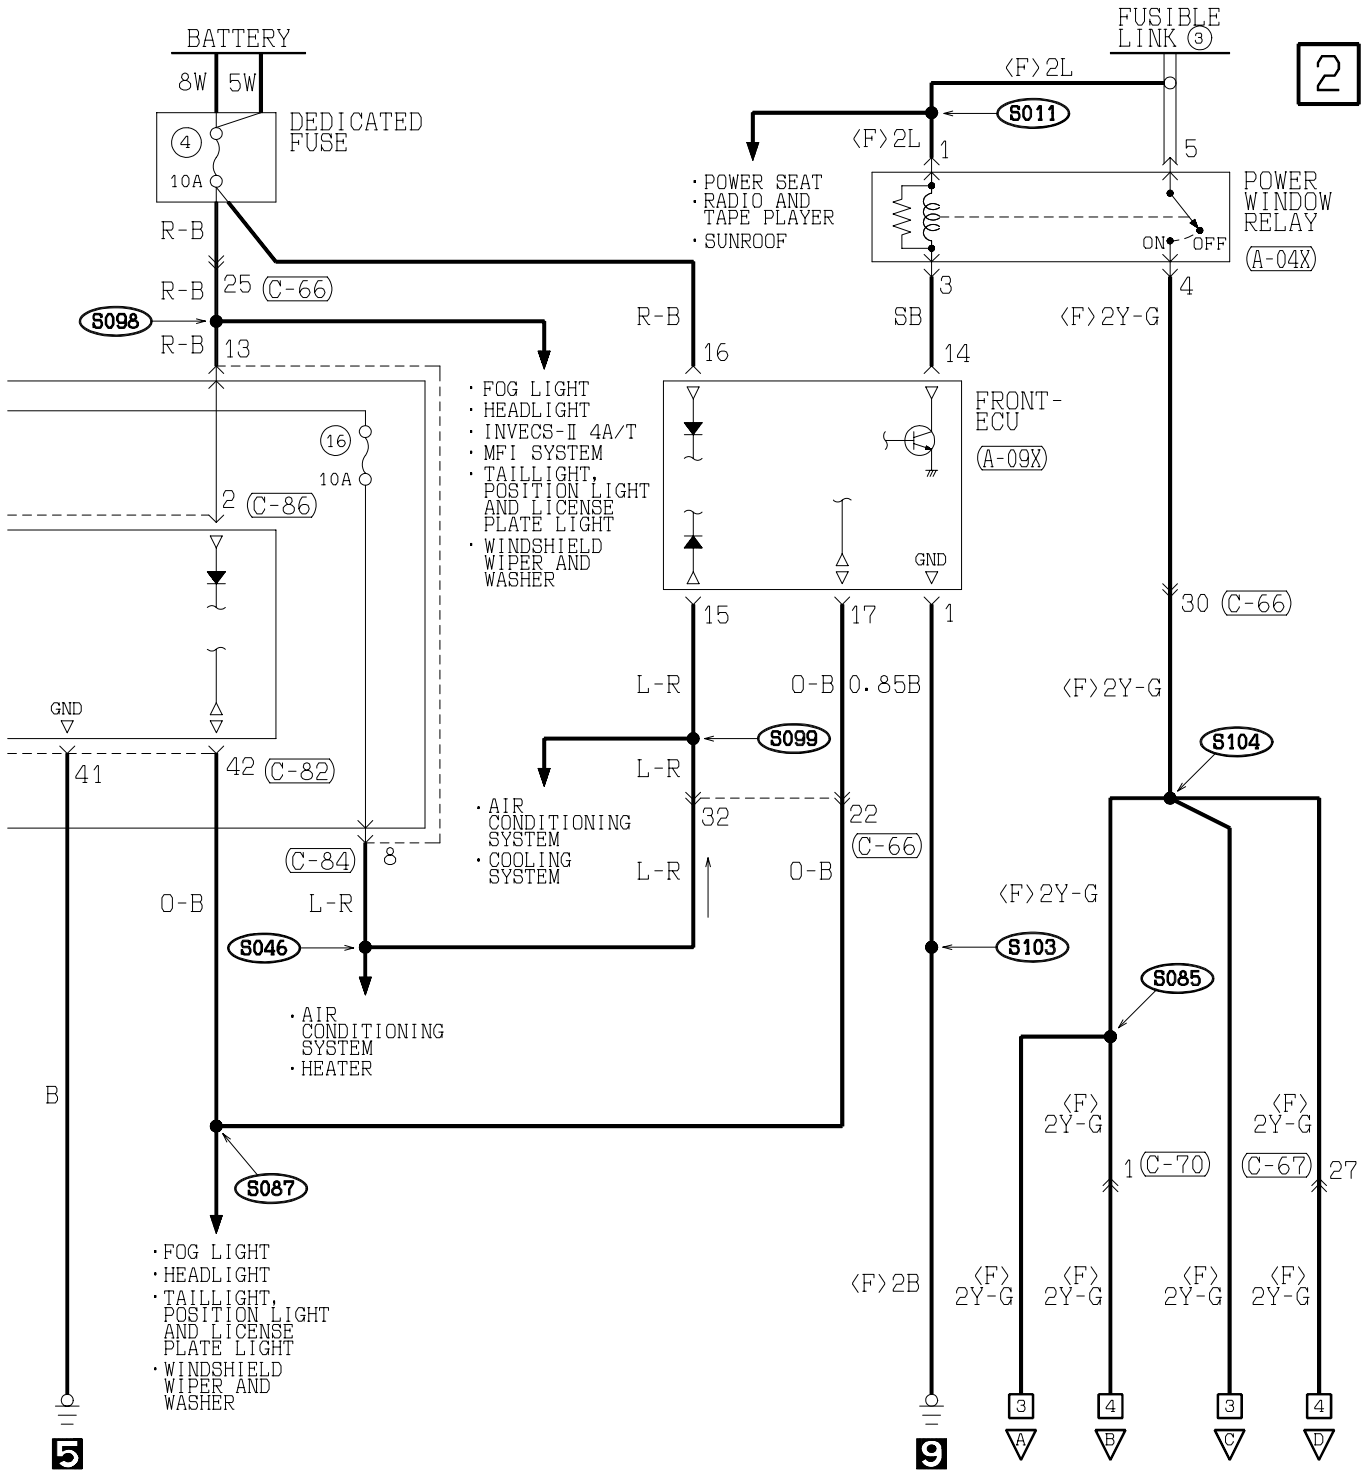 BATTERY
8W
5W
FUSIBLE
LINK ③
2
〈F〉2L
S011
DEDICATED
FUSE
4
10A
〈F〉2L
1
5
· POWER SEAT
· RADIO AND
TAPE PLAYER
· SUNROOF
POWER
WINDOW
RELAY
ON
OFF
(A-04X)
R-B
R-B
25
(C-66)
3
4
S098
R-B
13
R-B
SB
〈F〉2Y-G
16
14
· FOG LIGHT
· HEADLIGHT
· INVECS-Ⅱ 4A/T
· MFI SYSTEM
· TAILLIGHT,
POSITION LIGHT
AND LICENSE
PLATE LIGHT
· WINDSHIELD
WIPER AND
WASHER
FRONT-
ECU
(A-09X)
16
10A
2
(C-86)
GND
15
17
1
30
(C-66)
L-R
O-B
0.85B
〈F〉2Y-G
GND
41
42
(C-82)
S099
S104
L-R
32
22
(C-66)
· AIR
CONDITIONING
SYSTEM
· COOLING
SYSTEM
(C-84)
8
L-R
O-B
O-B
L-R
〈F〉2Y-G
S046
S103
S085
· AIR
CONDITIONING
SYSTEM
· HEATER
B
〈F〉
2Y-G
〈F〉
2Y-G
1
(C-70)
(C-67)
27
S087
· FOG LIGHT
· HEADLIGHT
· TAILLIGHT,
POSITION LIGHT
AND LICENSE
PLATE LIGHT
· WINDSHIELD
WIPER AND
WASHER
〈F〉2B
〈F〉
2Y-G
〈F〉
2Y-G
〈F〉
2Y-G
〈F〉
2Y-G
3
4
3
4
A
B
C
D
5
9